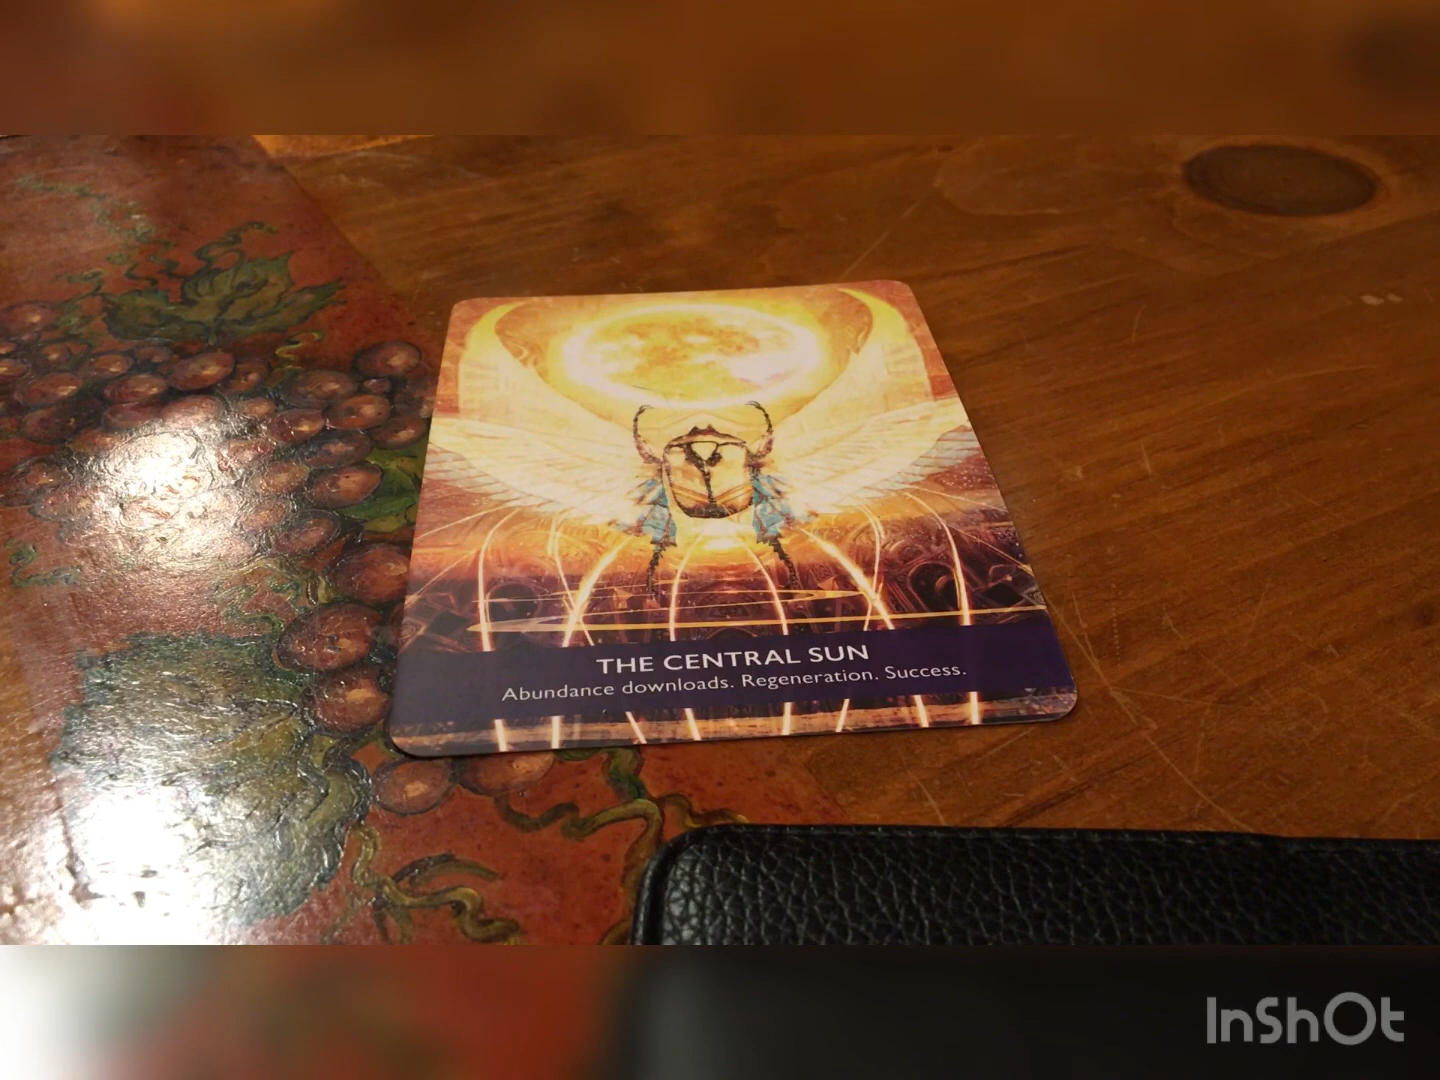 THE CENTRAL SUN
Abundance downloads. Regeneration. Success.
InShOt